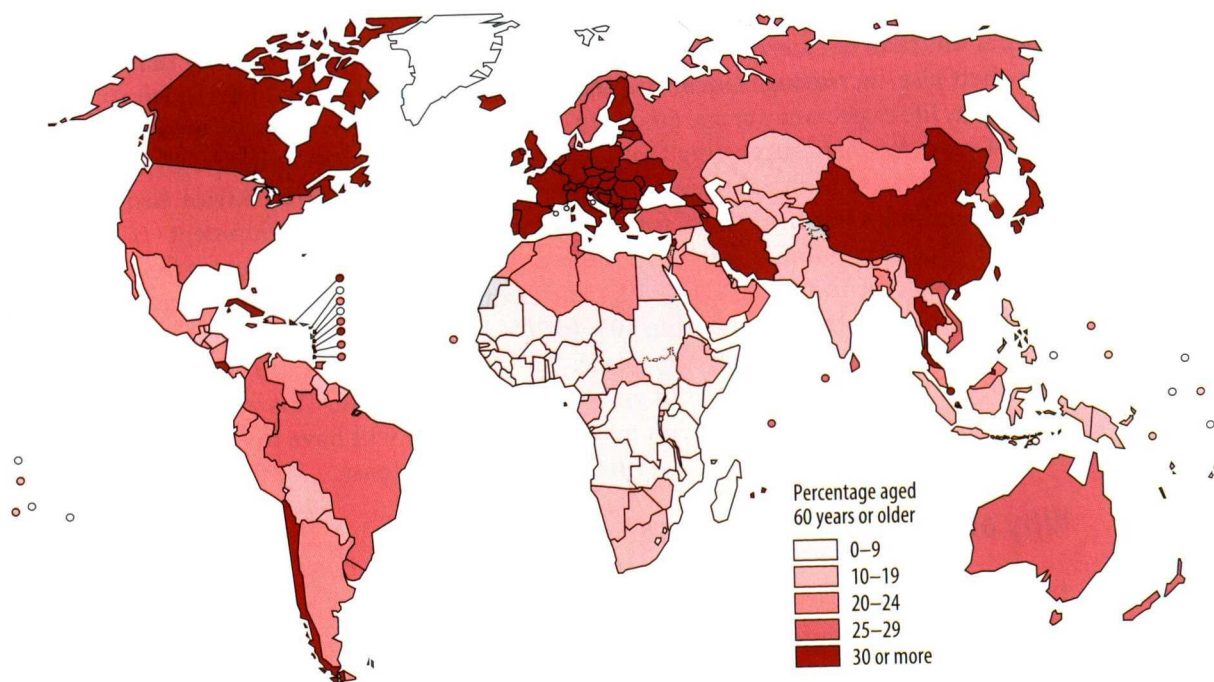 Percentage aged
60 years or older
0–9
10–19
20–24
25–29
30 or more